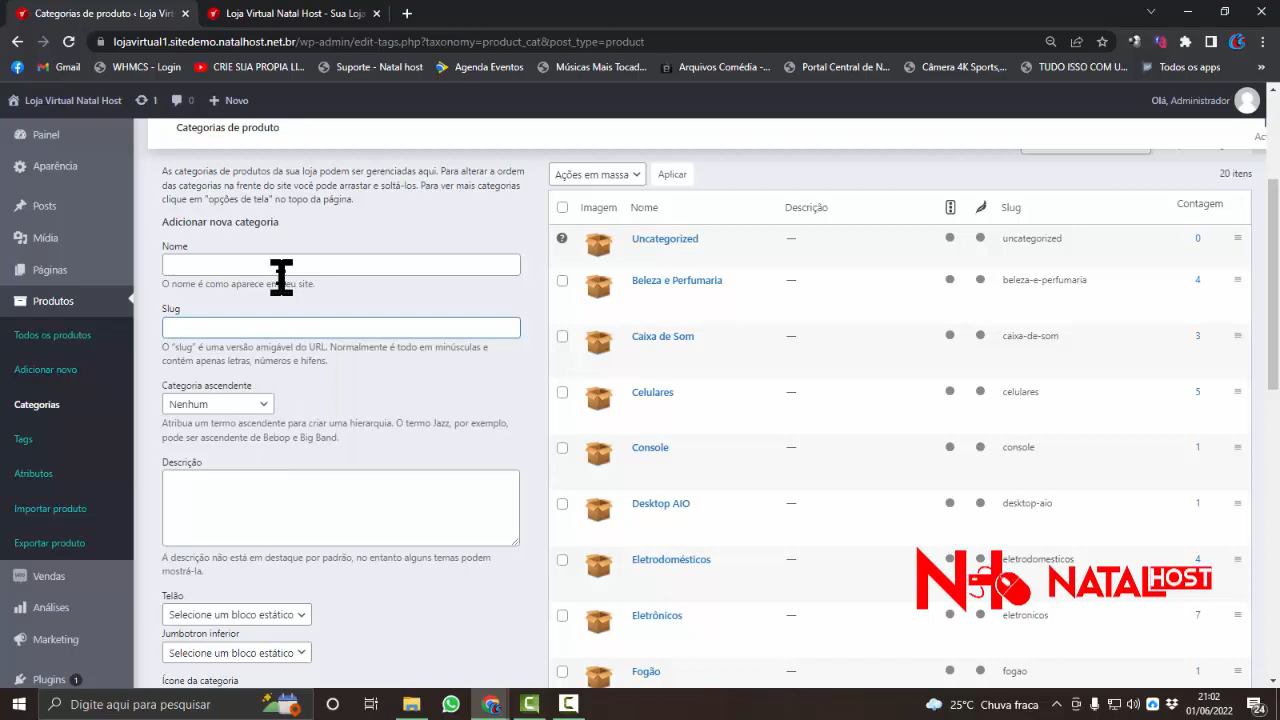 Categorias de produto ‹ Loja Virt
Loja Virtual Natal Host - Sua Loja
lojavirtual1.sitedemo.natalhost.net.br/wp-admin/edit-tags.php?taxonomy=product_cat&post_type=product
Gmail
WHMCS - Login
CRIE SUA PROPIA LI...
Suporte - Natal host
Agenda Eventos
Músicas Mais Tocad...
Arquivos Comédia -...
Portal Central de N...
Câmera 4K Sports,...
TUDO ISSO COM U...
Todos os apps
»
Loja Virtual Natal Host
1
0
Novo
Olá, Administrador
Painel
Aparência
Posts
Mídia
Páginas
Produtos
Todos os produtos
Adicionar novo
Categorias
Tags
Atributos
Importar produto
Exportar produto
Vendas
Análises
Marketing
Plugins 1
Categorias de produto
As categorias de produtos da sua loja podem ser gerenciadas aqui. Para alterar a ordem
das categorias na frente do site você pode arrastar e soltá-los. Para ver mais categorias
clique em "opções de tela" no topo da página.
Adicionar nova categoria
Nome
O nome é como aparece em seu site.
Slug
O “slug” é uma versão amigável do URL. Normalmente é todo em minúsculas e
contém apenas letras, números e hifens.
Categoria ascendente
Nenhum
Atribua um termo ascendente para criar uma hierarquia. O termo Jazz, por exemplo,
pode ser ascendente de Bebop e Big Band.
Descrição
A descrição não está em destaque por padrão, no entanto alguns temas podem
mostrá-la.
Telão
Selecione um bloco estático
Jumbotron inferior
Selecione um bloco estático
Ícone da categoria
Ações em massa
Aplicar
20 itens
Imagem Nome Descrição Slug Contagem
Uncategorized — uncategorized 0
Beleza e Perfumaria — beleza-e-perfumaria 4
Caixa de Som — caixa-de-som 3
Celulares — celulares 5
Console — console 1
Desktop AIO — desktop-aio 1
Eletrodomésticos — eletrodomesticos 4
Eletrônicos — eletronicos 7
Fogão — fogao 1
NH NATALHOST
Digite aqui para pesquisar
25°C Chuva fraca
21:02
01/06/2022
24